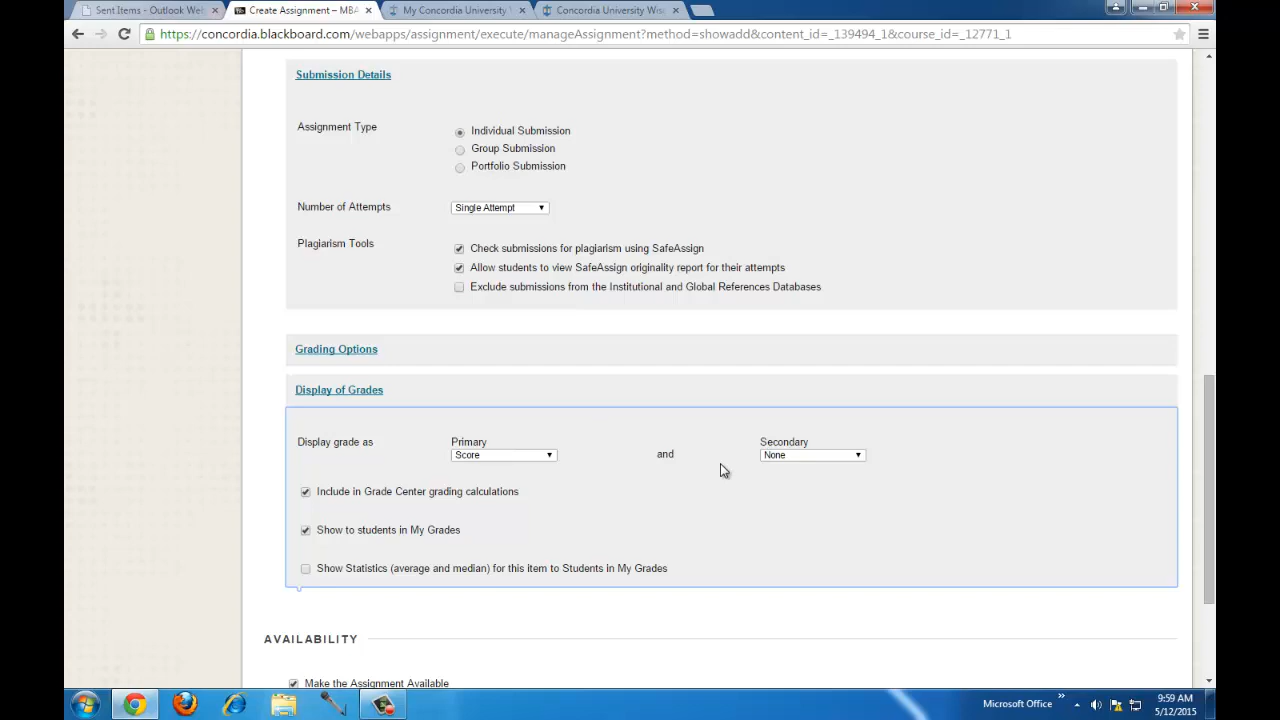 Sent Items - Outlook Web
Create Assignment – MBA
My Concordia University
Concordia University Wis
https://concordia.blackboard.com/webapps/assignment/execute/manageAssignment?method=showadd&content_id=_139494_1&course_id=_12771_1
Submission Details
Assignment Type
Individual Submission
Group Submission
Portfolio Submission
Number of Attempts
Single Attempt
Plagiarism Tools
Check submissions for plagiarism using SafeAssign
Allow students to view SafeAssign originality report for their attempts
Exclude submissions from the Institutional and Global References Databases
Grading Options
Display of Grades
Display grade as
Primary
Score
and
Secondary
None
Include in Grade Center grading calculations
Show to students in My Grades
Show Statistics (average and median) for this item to Students in My Grades
AVAILABILITY
Make the Assignment Available
Microsoft Office
9:59 AM
5/12/2015